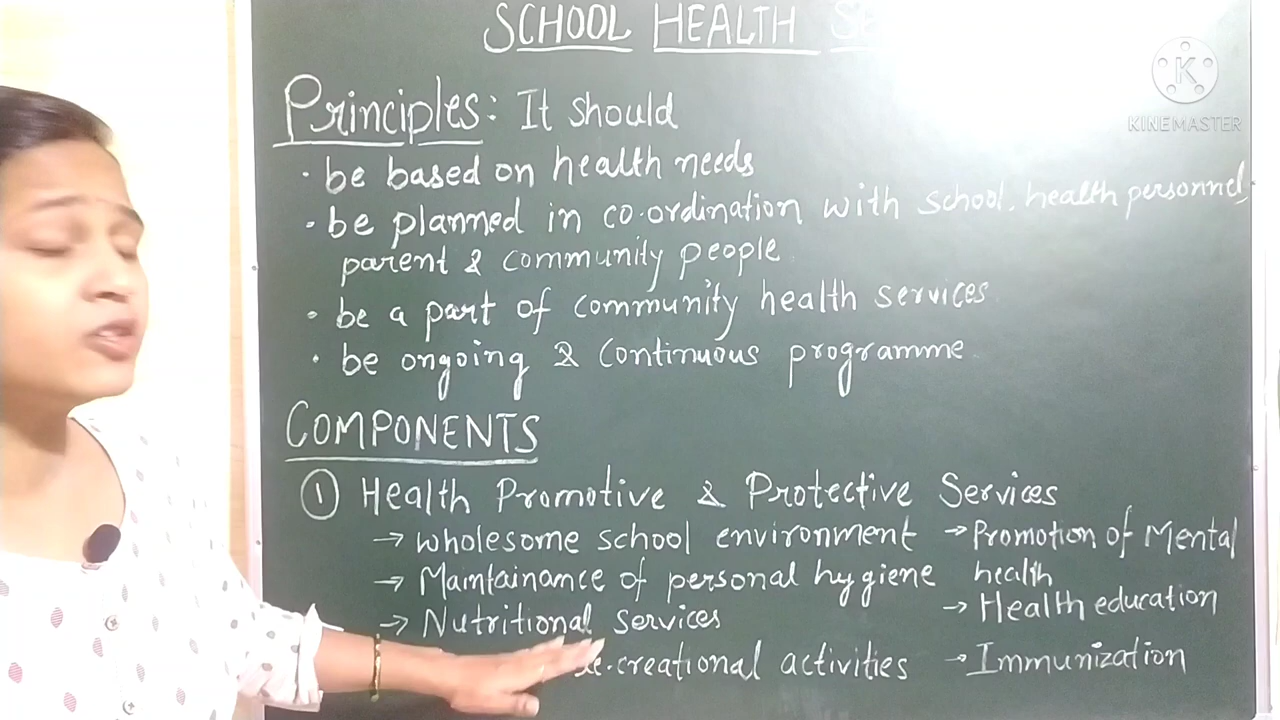 SCHOOL HEALTH
K
KINEMASTER
Principles: It should
· be based on health needs
· be planned in co-ordination with school, health personnel,
parent & community people
· be a part of community health services
· be ongoing & continuous programme
COMPONENTS
① Health Promotive & Protective Services
→ wholesome school environment
→ Maintainance of personal hygiene
→ Nutritional services
creational activities
→ Promotion of Mental
health
→ Health education
→ Immunization